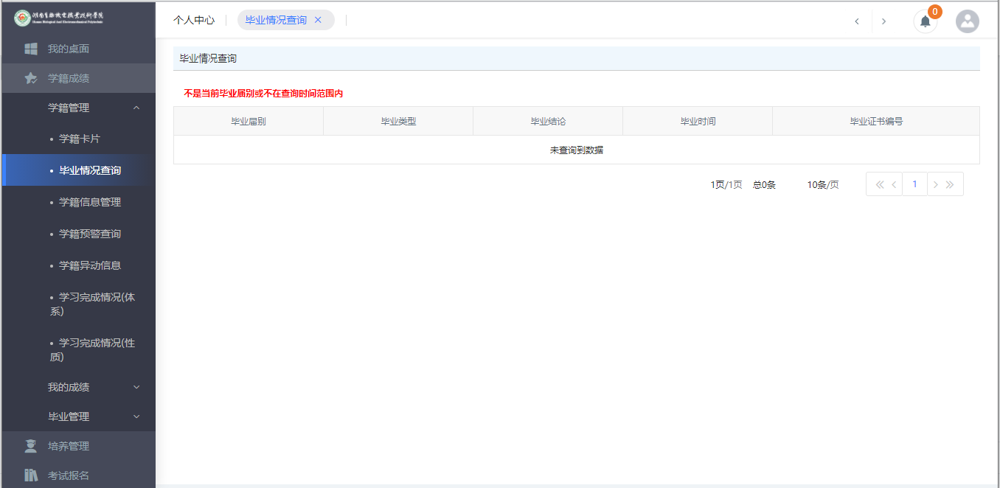 湖南生物机电职业技术学院
Hunan Biological And Electromechanical Polytechnic
个人中心
毕业情况查询
0
我的桌面
学籍成绩
学籍管理
• 学籍卡片
• 毕业情况查询
• 学籍信息管理
• 学籍预警查询
• 学籍异动信息
• 学习完成情况(体
系)
• 学习完成情况(性
质)
我的成绩
毕业管理
培养管理
考试报名
毕业情况查询
不是当前毕业届别或不在查询时间范围内
毕业届别 毕业类型 毕业结论 毕业时间 毕业证书编号
未查询到数据
1页/1页 总0条 10条/页 1